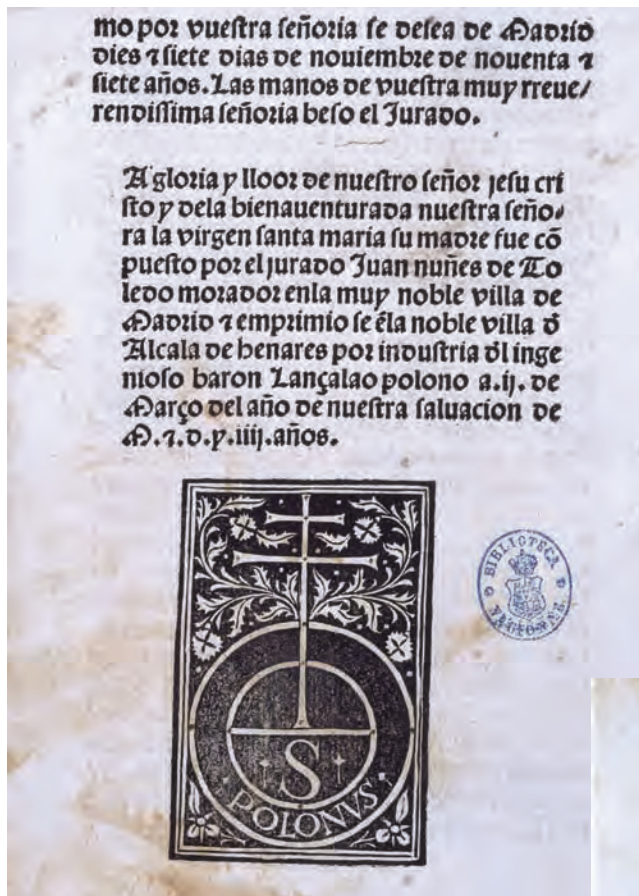 mo por vueſtra ſeñoria ſe deſea de Madrid
dies ⁊ ſiete dias de nouiembre de nouenta ⁊
ſiete años. Las manos de vueſtra muy rreue/
rendiſſima ſeñoria beſo el Jurado.
A gloria y lloor de nueſtro ſeñor jeſu cri
ſto y dela bienauenturada nueſtra ſeño/
ra la virgen ſanta maria ſu madre fue cõ
pueſto por el jurado Juan nuñes de To
ledo morador enla muy noble villa de
Madrid ⁊ emprimio ſe ẽla noble villa đ
Alcala de henares por induſtria đl inge
nioſo baron Lançalao polono a.ij. de
Março del año de nueſtra ſaluacion de
M.⁊.d.y.iiij.años.
BIBLIOTECA
NACIONAL
S
POLONVS